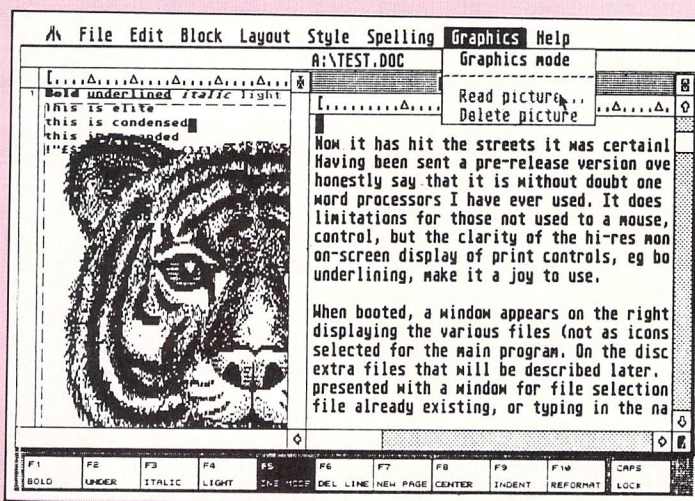 File Edit Block Layout Style Spelling Graphics Help
A:\TEST.DOC
Graphics mode
Read picture...
Delete picture
1
Bold underlined italic light
This is elite
this is condensed
this is expanded
!"£$
Now it has hit the streets it was certainl
Having been sent a pre-release version ove
honestly say that it is without doubt one
word processors I have ever used. It does
limitations for those not used to a mouse,
control, but the clarity of the hi-res mon
on-screen display of print controls, eg bo
underlining, make it a joy to use.
When booted, a window appears on the right
displaying the various files (not as icons
selected for the main program. On the disc
extra files that will be described later.
presented with a window for file selection
file already existing, or typing in the na
F1 F2 F3 F4 F5 F6 F7 F8 F9 F10 CAPS
BOLD UNDER ITALIC LIGHT INS MODE DEL LINE NEW PAGE CENTER INDENT REFORMAT LOCK